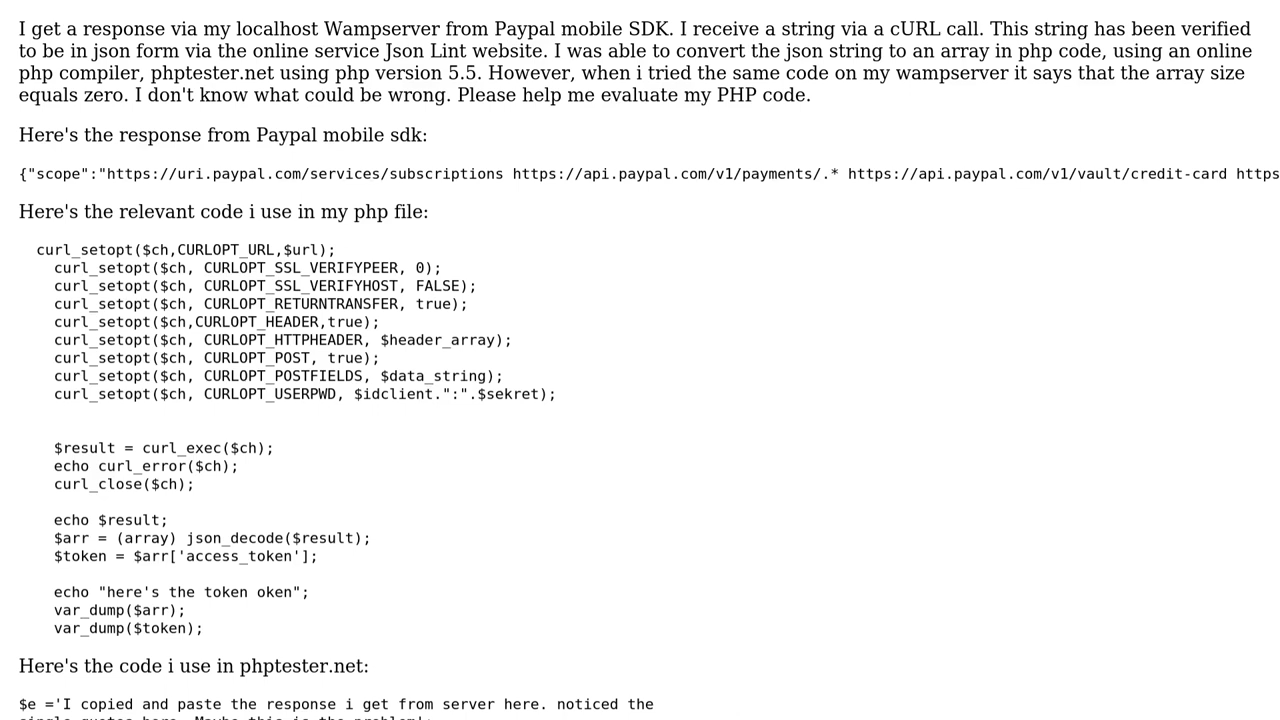 I get a response via my localhost Wampserver from Paypal mobile SDK. I receive a string via a cURL call. This string has been verified
to be in json form via the online service Json Lint website. I was able to convert the json string to an array in php code, using an online
php compiler, phptester.net using php version 5.5. However, when i tried the same code on my wampserver it says that the array size
equals zero. I don't know what could be wrong. Please help me evaluate my PHP code.
Here's the response from Paypal mobile sdk:
{"scope":"https://uri.paypal.com/services/subscriptions https://api.paypal.com/v1/payments/.* https://api.paypal.com/v1/vault/credit-card https
Here's the relevant code i use in my php file:
curl_setopt($ch,CURLOPT_URL,$url);
curl_setopt($ch, CURLOPT_SSL_VERIFYPEER, 0);
curl_setopt($ch, CURLOPT_SSL_VERIFYHOST, FALSE);
curl_setopt($ch, CURLOPT_RETURNTRANSFER, true);
curl_setopt($ch,CURLOPT_HEADER,true);
curl_setopt($ch, CURLOPT_HTTPHEADER, $header_array);
curl_setopt($ch, CURLOPT_POST, true);
curl_setopt($ch, CURLOPT_POSTFIELDS, $data_string);
curl_setopt($ch, CURLOPT_USERPWD, $idclient.":".$sekret);
$result = curl_exec($ch);
echo curl_error($ch);
curl_close($ch);
echo $result;
$arr = (array) json_decode($result);
$token = $arr['access_token'];
echo "here's the token oken";
var_dump($arr);
var_dump($token);
Here's the code i use in phptester.net:
$e ='I copied and paste the response i get from server here. noticed the
single quotes here. Maybe this is the problem';